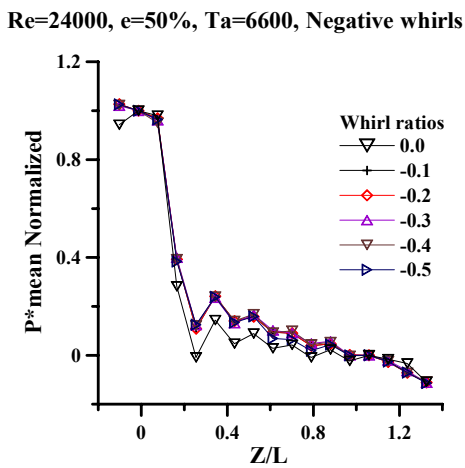 Re=24000, e=50%, Ta=6600, Negative whirls
1.2
0.8
0.4
0
P*mean Normalized
Whirl ratios
0.0
-0.1
-0.2
-0.3
-0.4
-0.5
0 0.4 0.8 1.2
Z/L